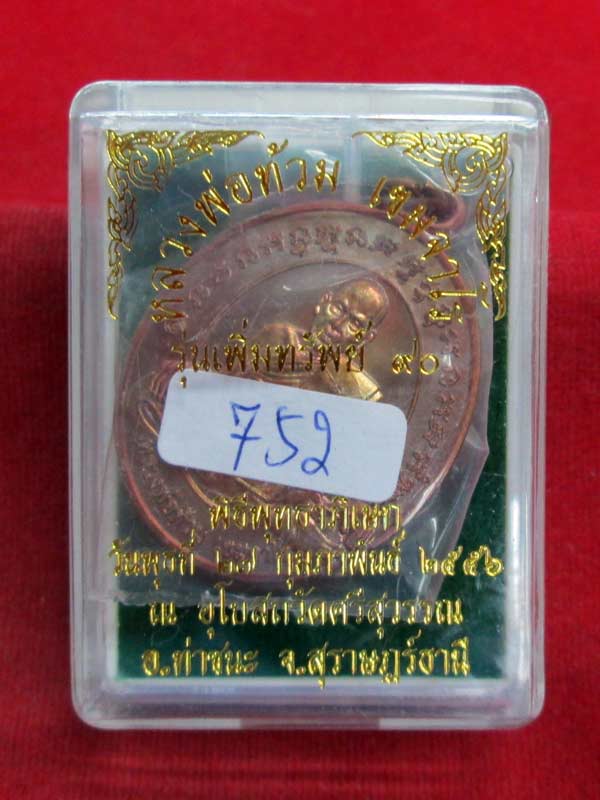 หลวงพ่อท้วม เขมจาโร
รุ่นเพิ่มทรัพย์ ๙๐
752
พิธีพุทธาภิเษก
วันพุธที่ ๒๗ กุมภาพันธ์ ๒๕๕๖
ณ อุโบสถวัดศรีสุวรรณ
อ.ท่าชนะ จ.สุราษฎร์ธานี